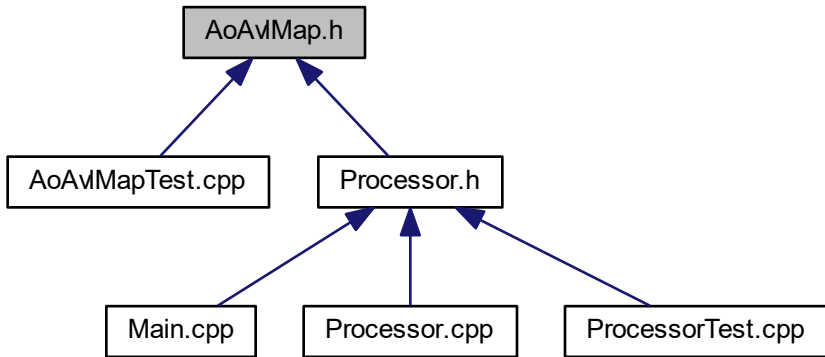 AoAvlMap.h
AoAvlMapTest.cpp
Processor.h
Main.cpp
Processor.cpp
ProcessorTest.cpp